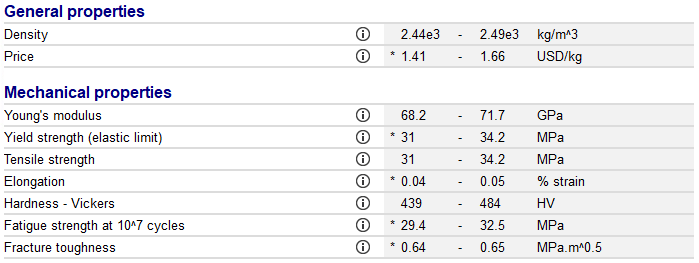 General properties
Density ⓘ 2.44e3 - 2.49e3 kg/m^3
Price ⓘ * 1.41 - 1.66 USD/kg
Mechanical properties
Young's modulus ⓘ 68.2 - 71.7 GPa
Yield strength (elastic limit) ⓘ * 31 - 34.2 MPa
Tensile strength ⓘ 31 - 34.2 MPa
Elongation ⓘ * 0.04 - 0.05 % strain
Hardness - Vickers ⓘ 439 - 484 HV
Fatigue strength at 10^7 cycles ⓘ * 29.4 - 32.5 MPa
Fracture toughness ⓘ * 0.64 - 0.65 MPa.m^0.5